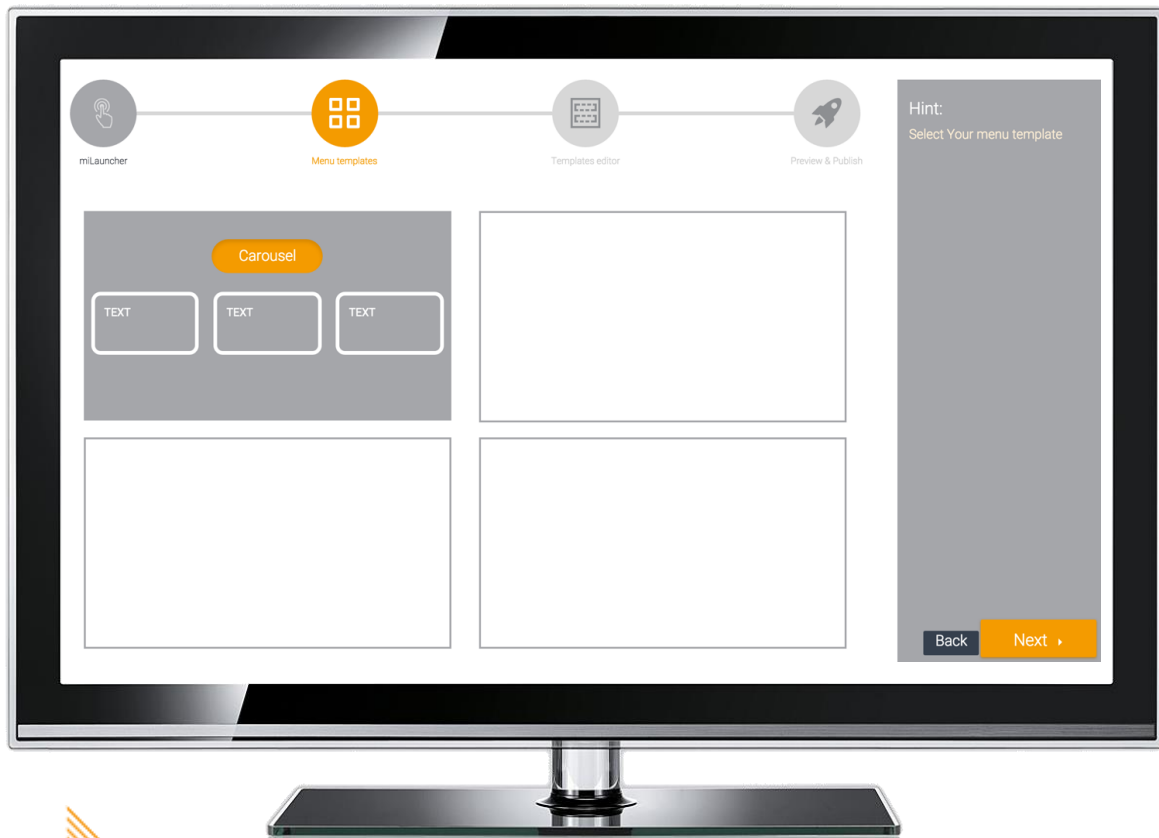 miLauncher
Menu templates
Templates editor
Preview & Publish
Hint:
Select Your menu template
Carousel
TEXT
TEXT
TEXT
Back
Next